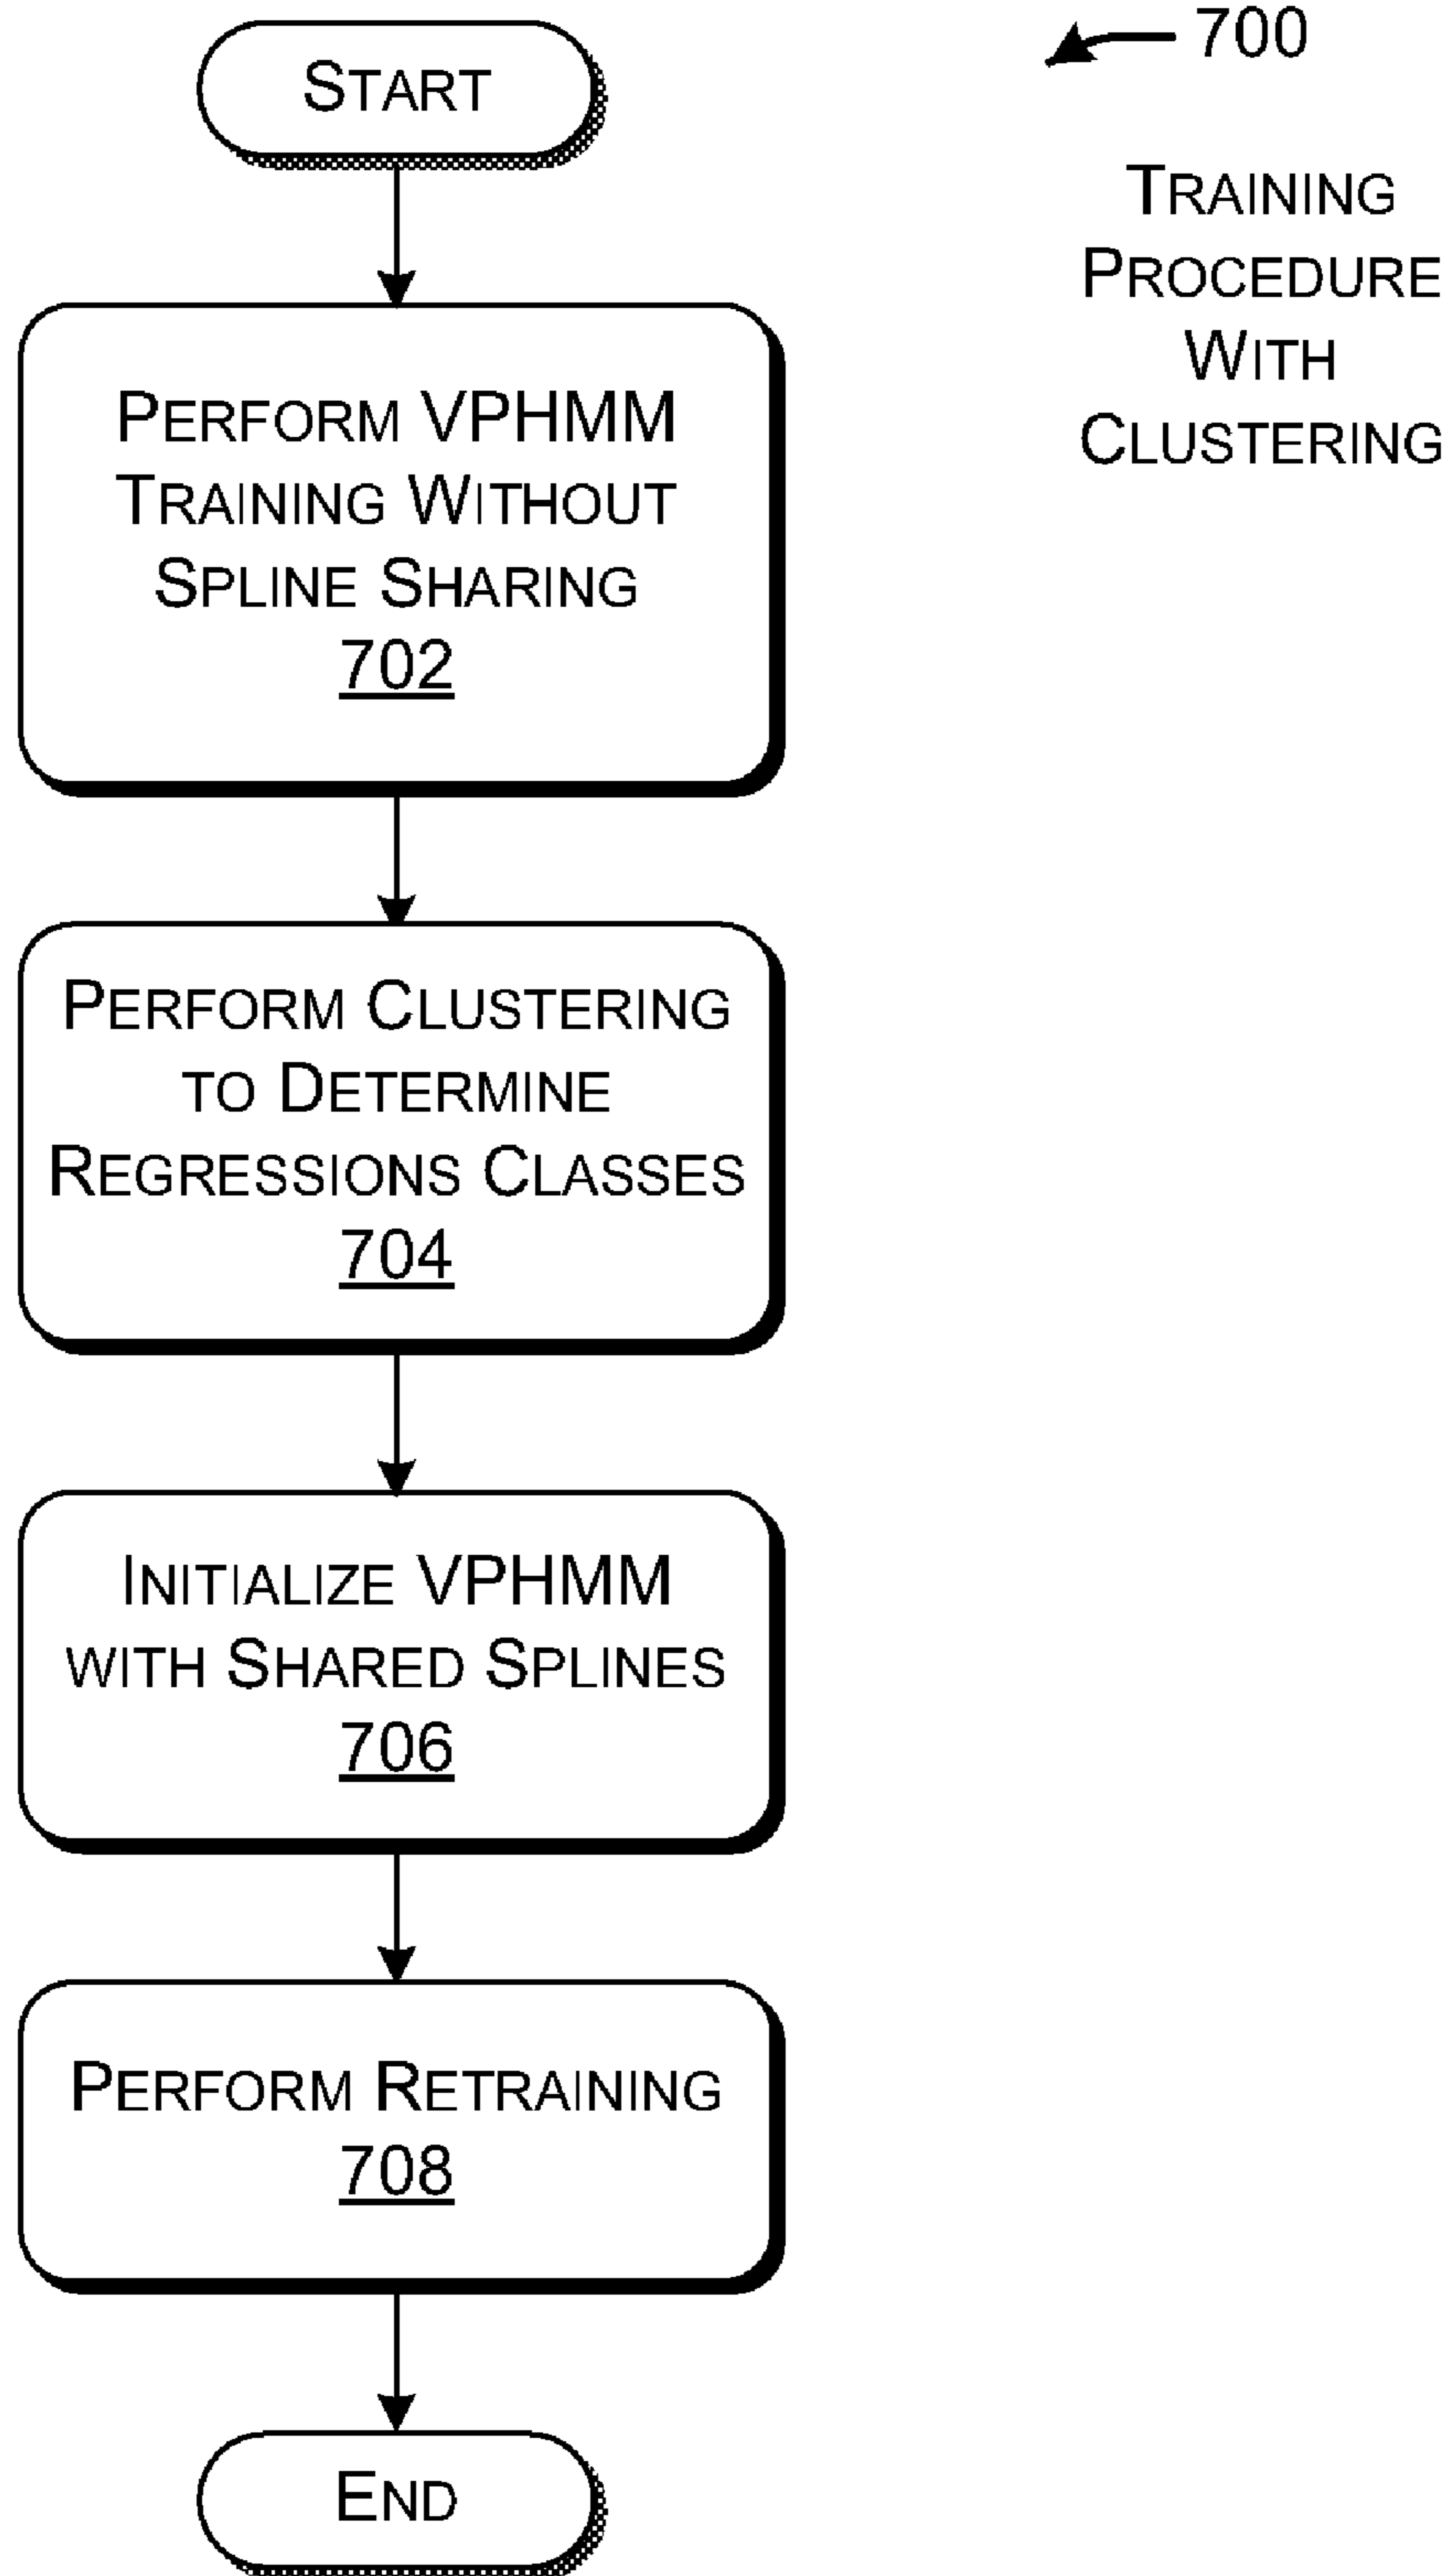 START
700
TRAINING
PROCEDURE
WITH
CLUSTERING
PERFORM VPHMM
TRAINING WITHOUT
SPLINE SHARING
702
PERFORM CLUSTERING
TO DETERMINE
REGRESSIONS CLASSES
704
INITIALIZE VPHMM
WITH SHARED SPLINES
706
PERFORM RETRAINING
708
END